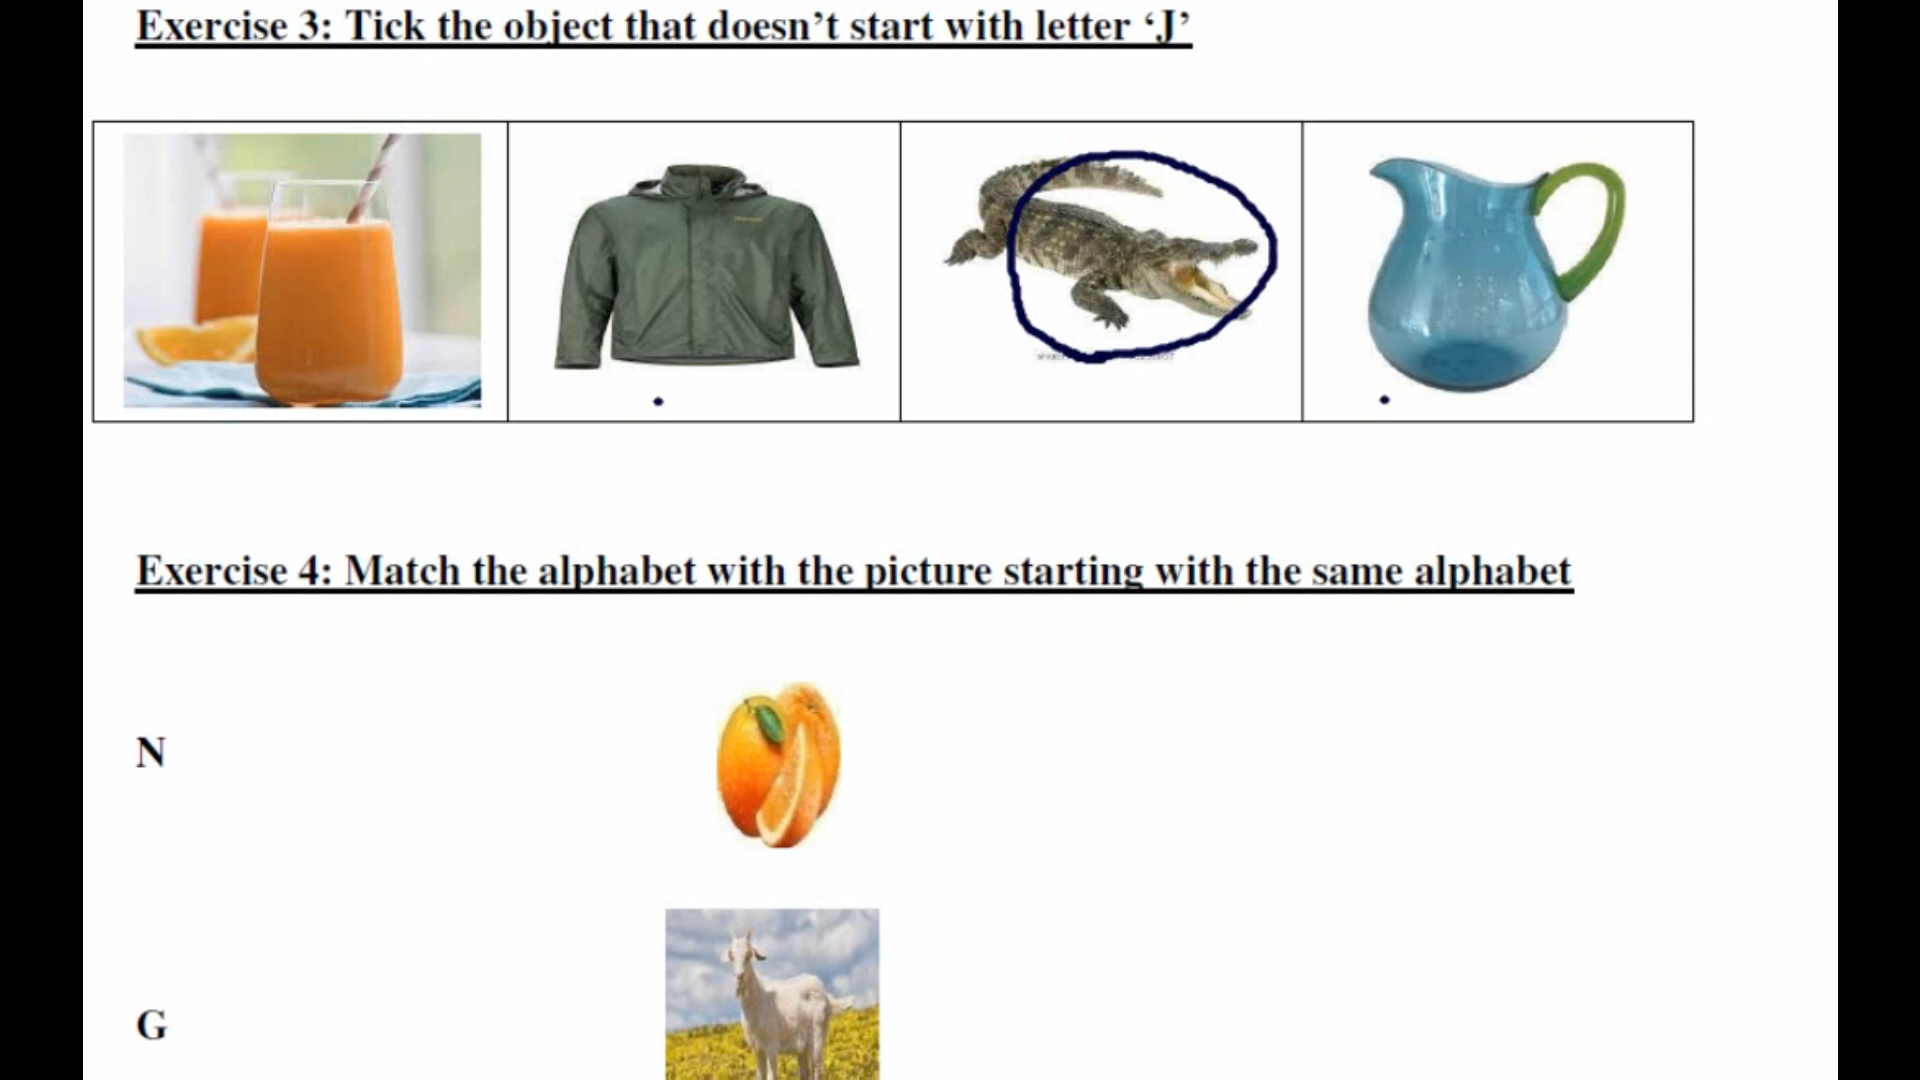 Exercise 3: Tick the object that doesn’t start with letter ‘J’
Exercise 4: Match the alphabet with the picture starting with the same alphabet
N
G